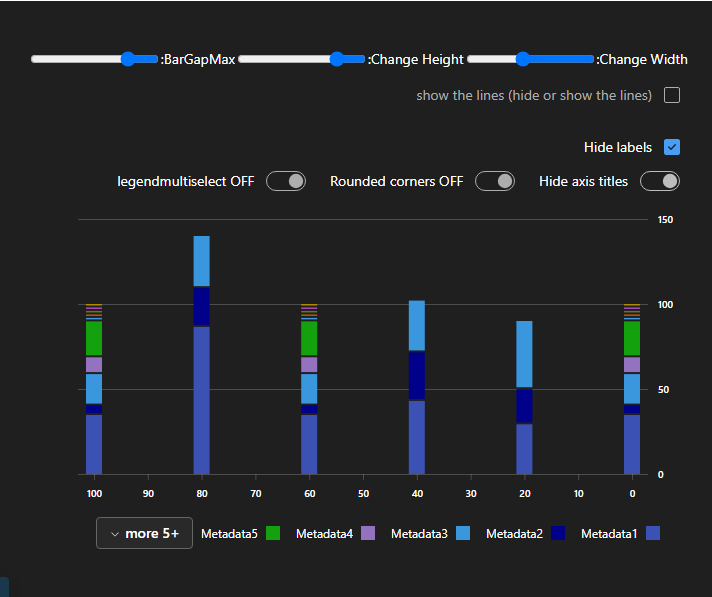 :BarGapMax :Change Height :Change Width
show the lines (hide or show the lines)
Hide labels
legendmultiselect OFF Rounded corners OFF Hide axis titles
150
100
50
0
100 90 80 70 60 50 40 30 20 10 0
more 5+ Metadata5 Metadata4 Metadata3 Metadata2 Metadata1